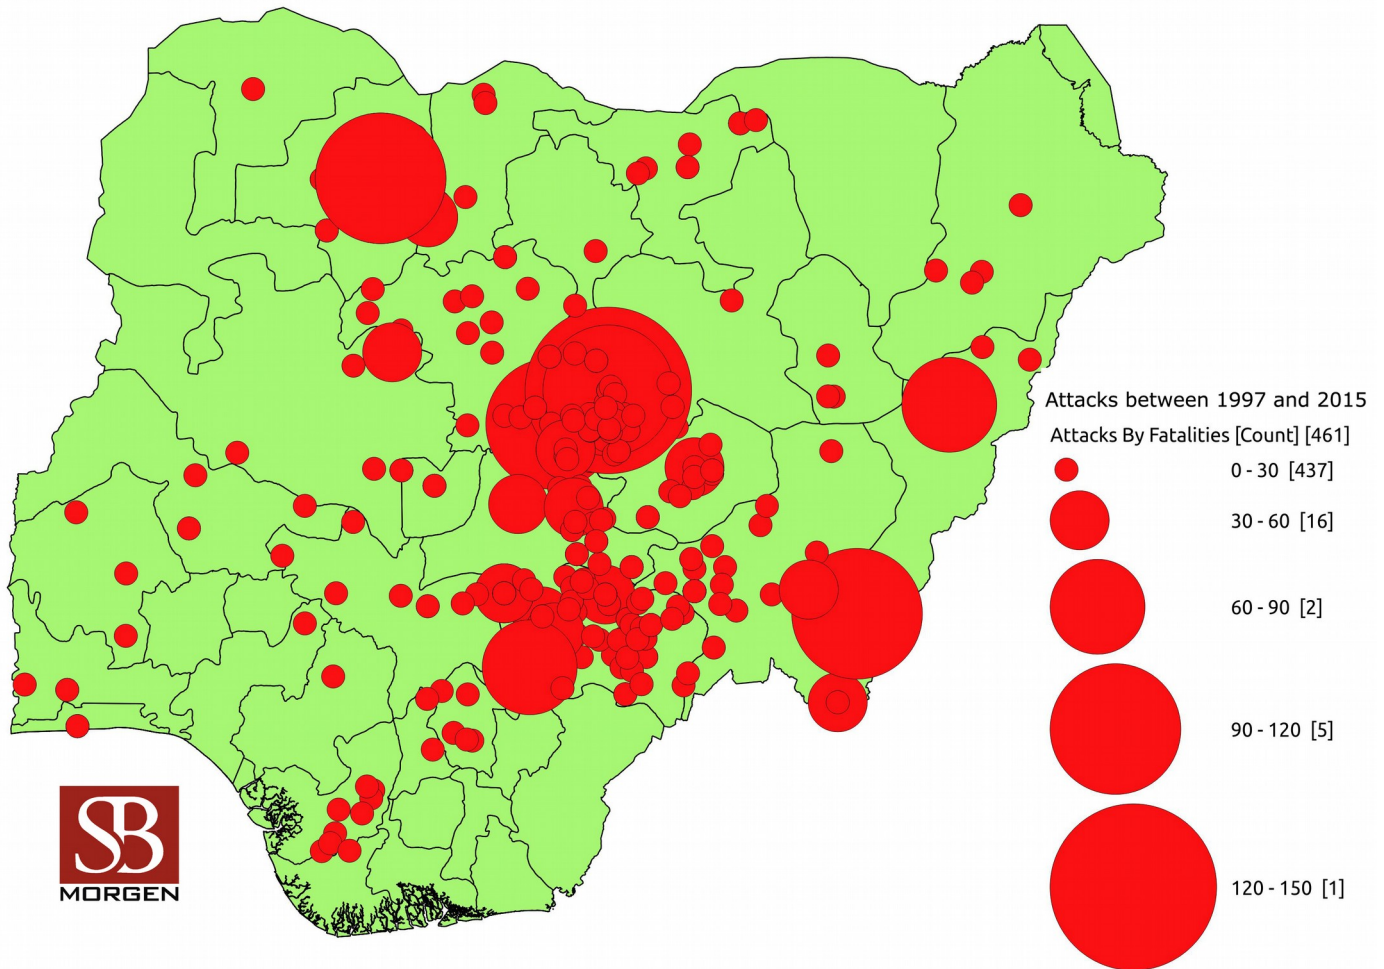 Attacks between 1997 and 2015
Attacks By Fatalities [Count] [461]
0 - 30 [437]
30 - 60 [16]
60 - 90 [2]
90 - 120 [5]
120 - 150 [1]
SB
MORGEN